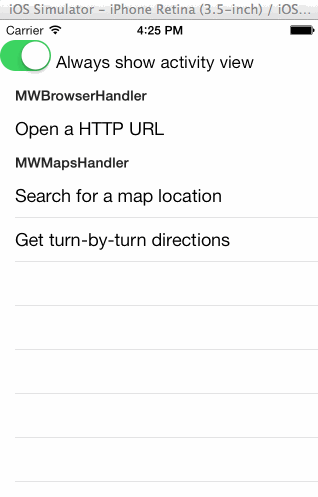 iOS Simulator – iPhone Retina (3.5-inch) / iOS...
Carrier 4:25 PM
Always show activity view
MWBrowserHandler
Open a HTTP URL
MWMapsHandler
Search for a map location
Get turn-by-turn directions